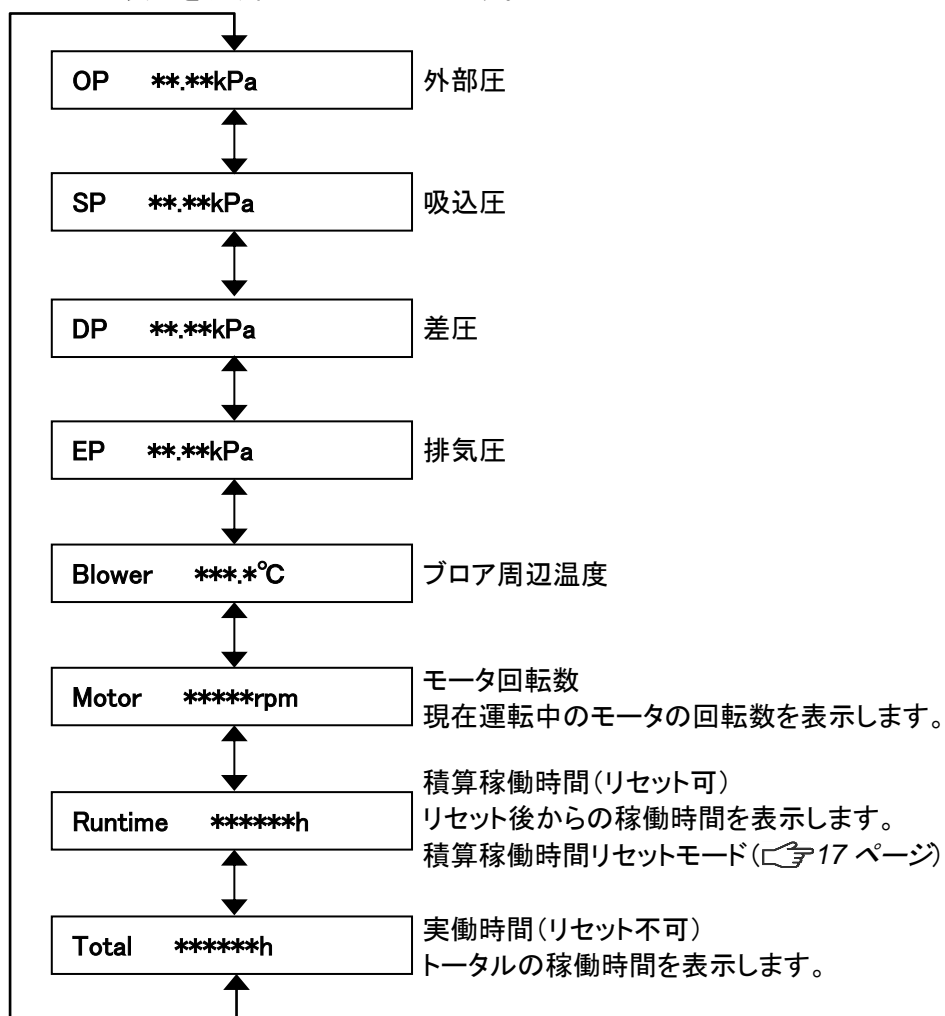 OP **.**kPa 外部圧
SP **.**kPa 吸込圧
DP **.**kPa 差圧
EP **.**kPa 排気圧
Blower ***.*℃ ブロア周辺温度
Motor *****rpm
モータ回転数
現在運転中のモータの回転数を表示します。
Runtime ******h
積算稼働時間(リセット可)
リセット後からの稼働時間を表示します。
積算稼働時間リセットモード(☞17 ページ)
Total ******h
実働時間(リセット不可)
トータルの稼働時間を表示します。